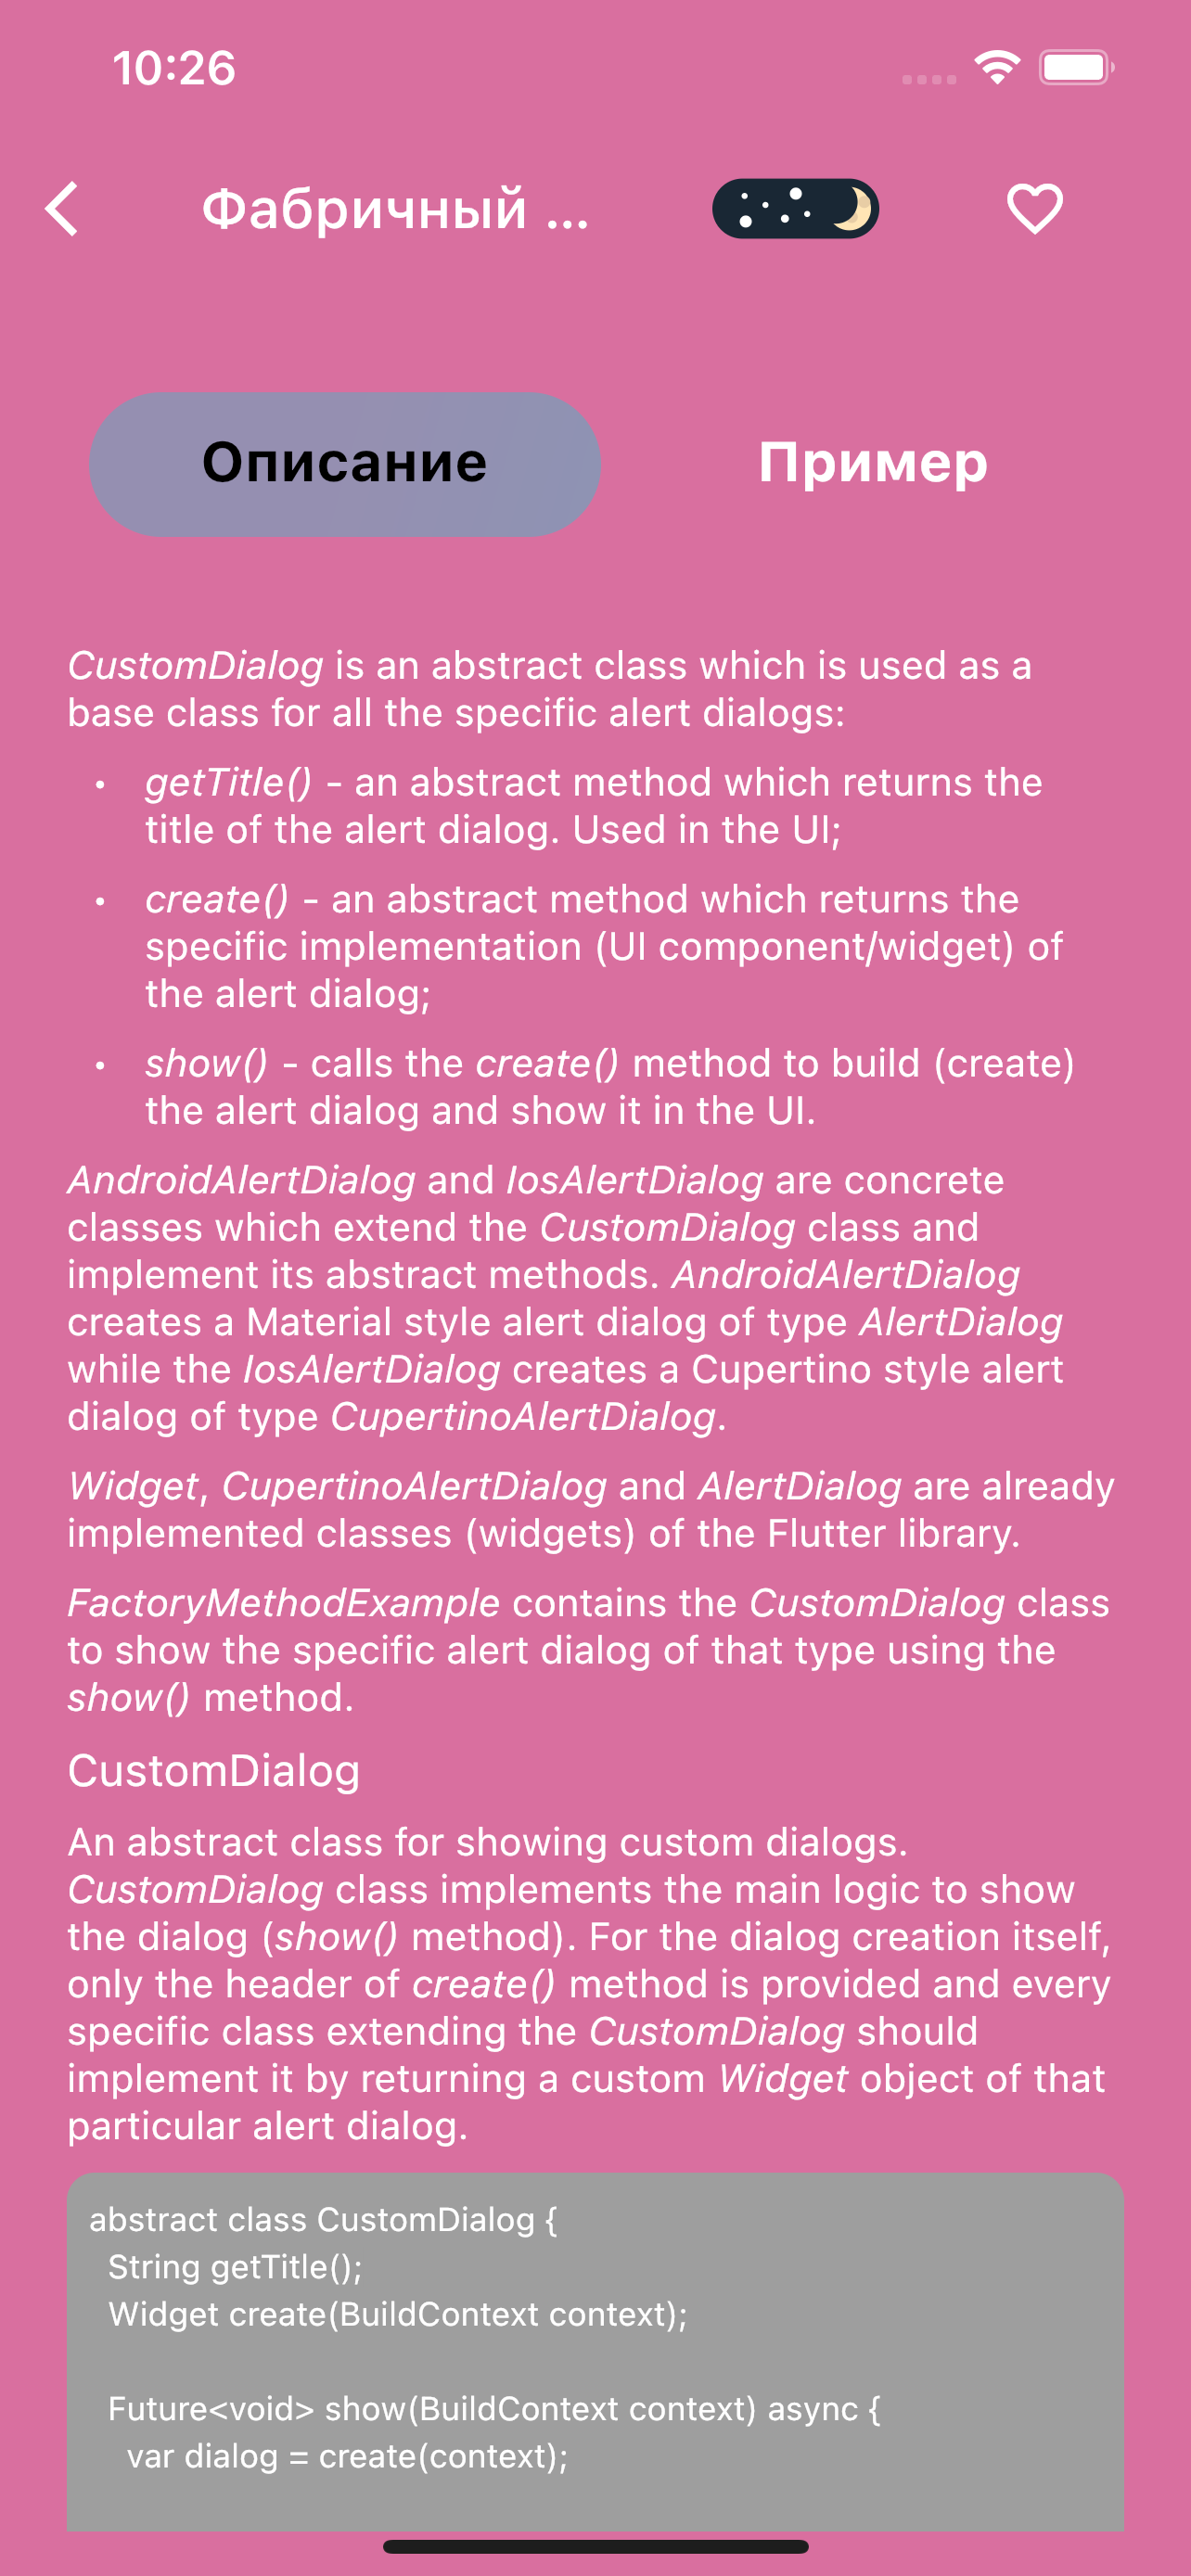 10:26
Фабричный ...
Описание
Пример
CustomDialog is an abstract class which is used as a
base class for all the specific alert dialogs:
• getTitle() - an abstract method which returns the
title of the alert dialog. Used in the UI;
• create() - an abstract method which returns the
specific implementation (UI component/widget) of
the alert dialog;
• show() - calls the create() method to build (create)
the alert dialog and show it in the UI.
AndroidAlertDialog and IosAlertDialog are concrete
classes which extend the CustomDialog class and
implement its abstract methods. AndroidAlertDialog
creates a Material style alert dialog of type AlertDialog
while the IosAlertDialog creates a Cupertino style alert
dialog of type CupertinoAlertDialog.
Widget, CupertinoAlertDialog and AlertDialog are already
implemented classes (widgets) of the Flutter library.
FactoryMethodExample contains the CustomDialog class
to show the specific alert dialog of that type using the
show() method.
CustomDialog
An abstract class for showing custom dialogs.
CustomDialog class implements the main logic to show
the dialog (show() method). For the dialog creation itself,
only the header of create() method is provided and every
specific class extending the CustomDialog should
implement it by returning a custom Widget object of that
particular alert dialog.
abstract class CustomDialog {
String getTitle();
Widget create(BuildContext context);
Future<void> show(BuildContext context) async {
var dialog = create(context);